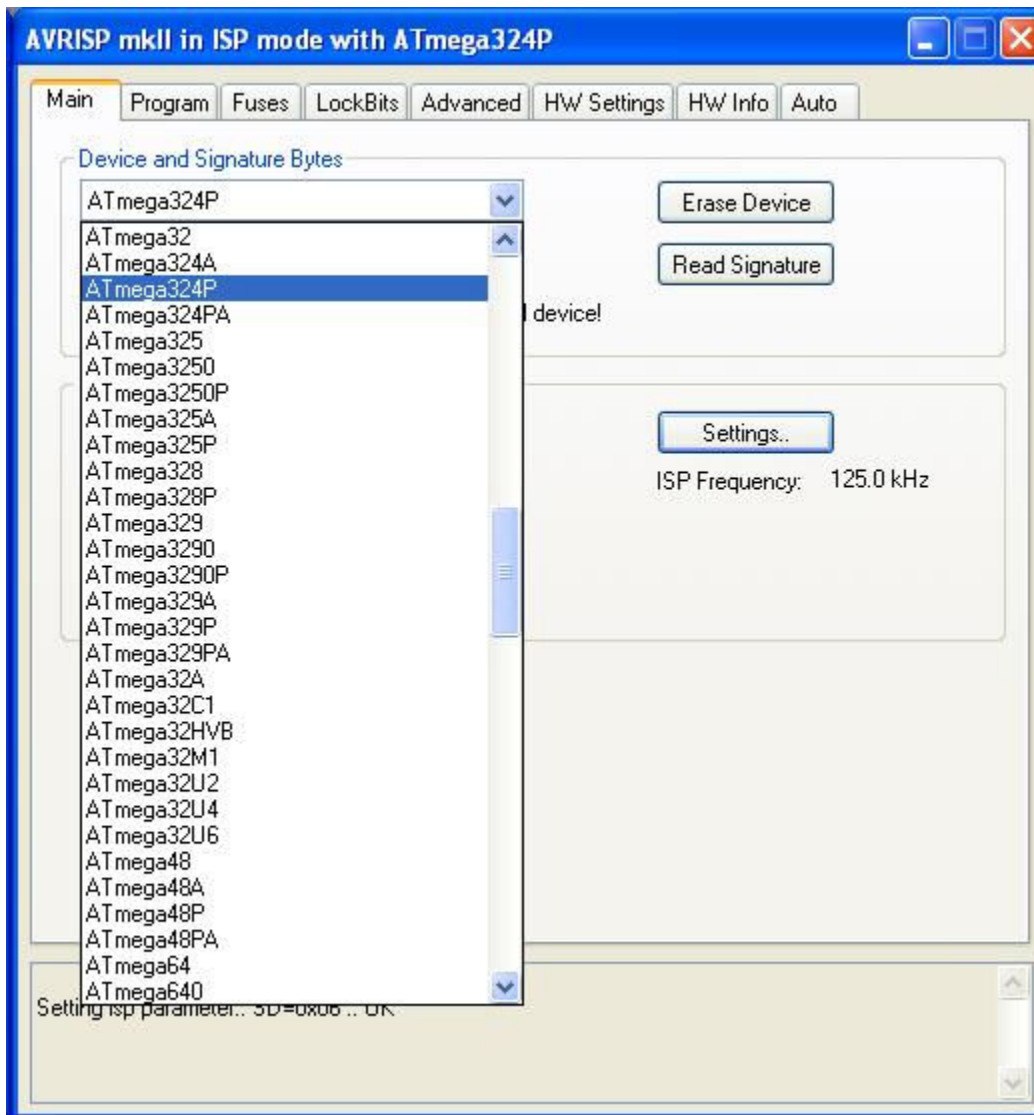 AVRISP mkII in ISP mode with ATmega324P
Main Program Fuses LockBits Advanced HW Settings HW Info Auto
Device and Signature Bytes
ATmega324P
Erase Device
Read Signature
device!
Settings..
ISP Frequency: 125.0 kHz
ATmega32
ATmega324A
ATmega324P
ATmega324PA
ATmega325
ATmega3250
ATmega3250P
ATmega325A
ATmega325P
ATmega328
ATmega328P
ATmega329
ATmega3290
ATmega3290P
ATmega329A
ATmega329P
ATmega329PA
ATmega32A
ATmega32C1
ATmega32HVB
ATmega32M1
ATmega32U2
ATmega32U4
ATmega32U6
ATmega48
ATmega48A
ATmega48P
ATmega48PA
ATmega64
ATmega640
Setting isp parameter.. SD=0x06 .. OK